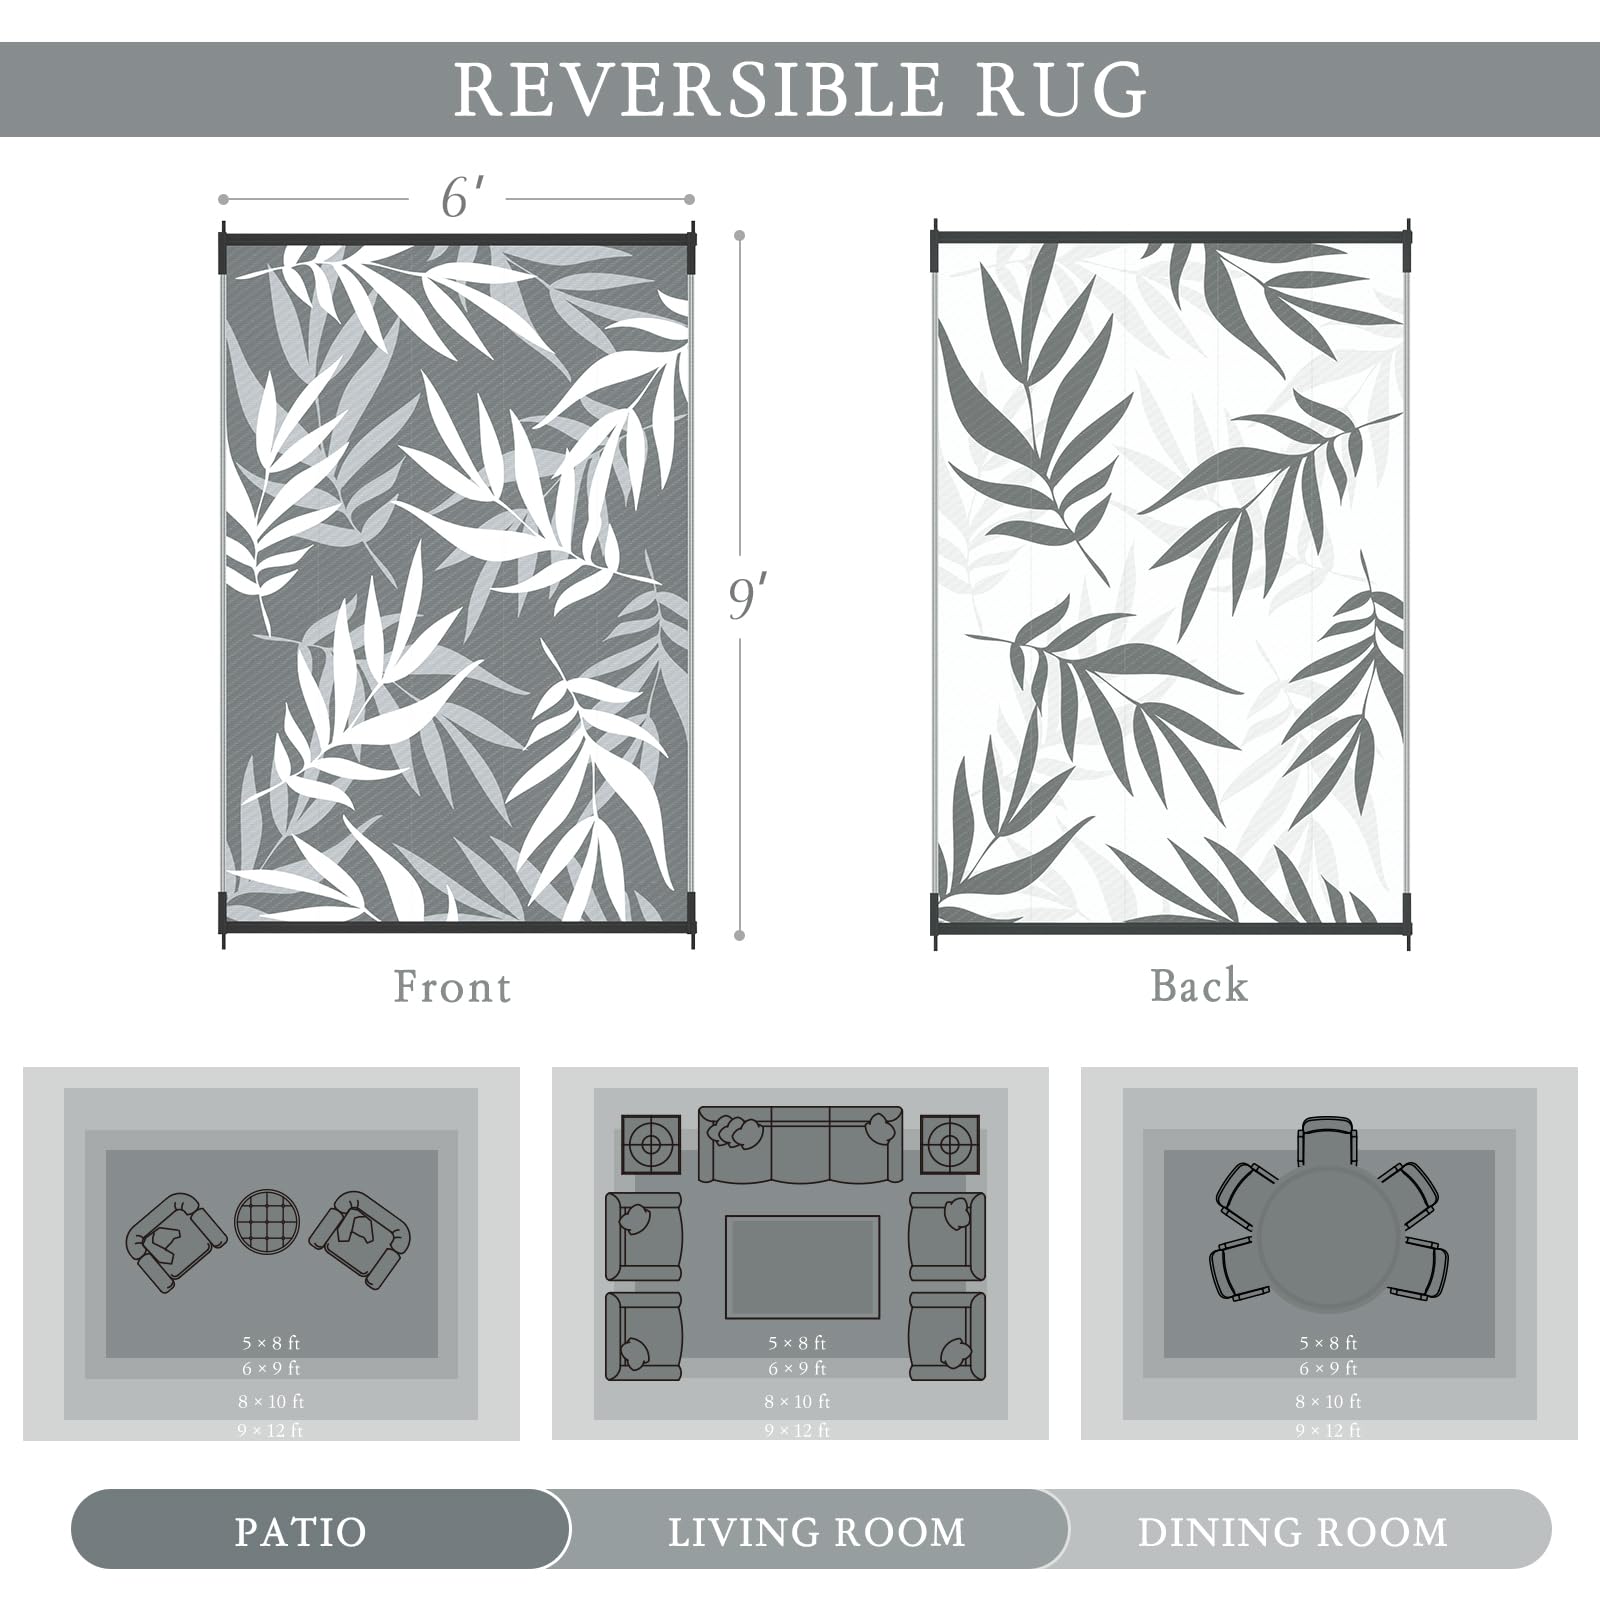 REVERSIBLE RUG
6'
9'
Front
Back
5 × 8 ft
6 × 9 ft
8 × 10 ft
9 × 12 ft
5 × 8 ft
6 × 9 ft
8 × 10 ft
9 × 12 ft
5 × 8 ft
6 × 9 ft
8 × 10 ft
9 × 12 ft
PATIO
LIVING ROOM
DINING ROOM